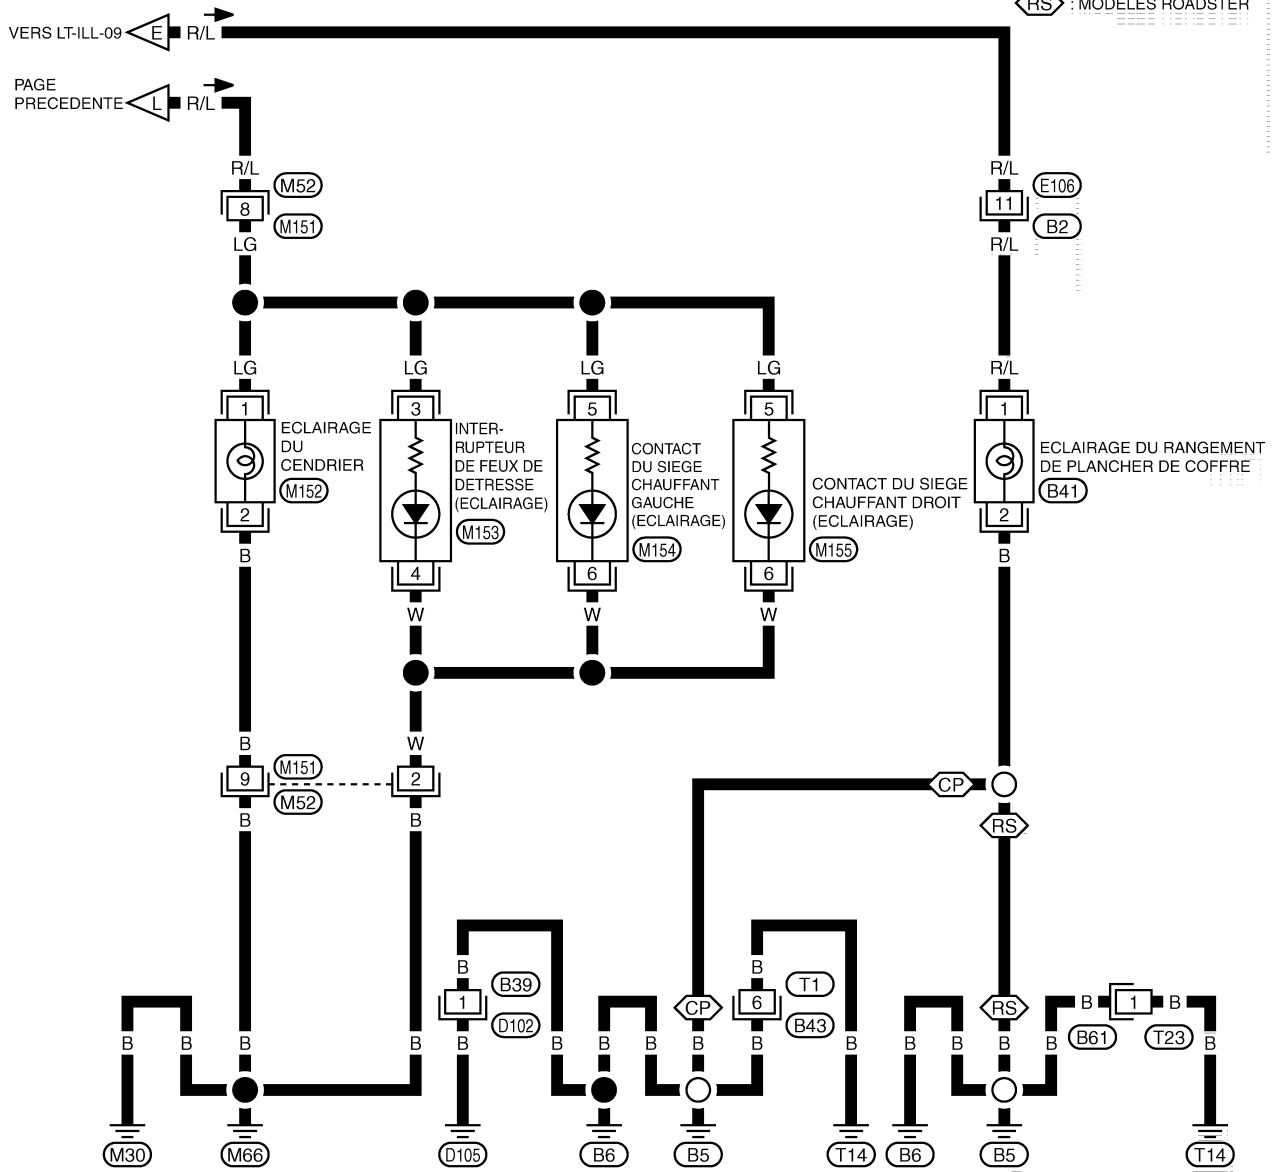 RS : MODELES ROADSTER
VERS LT-ILL-09 E R/L
PAGE
PRECEDENTE L R/L
R/L R/L
M52 E106
8 11
M151 B2
LG R/L
LG LG LG LG R/L
1 3 5 5 1
ECLAIRAGE
DU
CENDRIER
M152
INTER-
RUPTEUR
DE FEUX DE
DETRESSE
(ECLAIRAGE)
M153
CONTACT
DU SIEGE
CHAUFFANT
GAUCHE
(ECLAIRAGE)
M154
CONTACT DU SIEGE
CHAUFFANT DROIT
(ECLAIRAGE)
M155
ECLAIRAGE DU RANGEMENT
DE PLANCHER DE COFFRE
B41
2 2
B B
4 6 6
W W W
B W
M151
9 2
M52
CP
RS
B B
B B
B39 T1
1 CP 6 RS B 1 B
D102 B43 B61 T23
B B B B B B B B B B B B B B B
M30 M66 D105 B6 B5 T14 B6 B5 T14